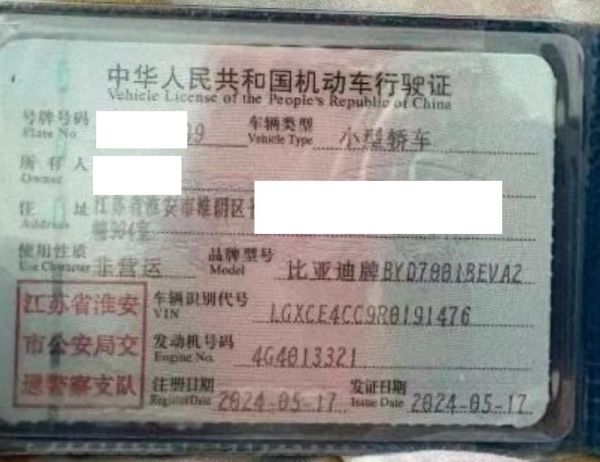 中华人民共和国机动车行驶证
Vehicle License of the People's Republic of China
号牌号码 9 车辆类型 小型轿车
Plate No. Vehicle Type
所有人
Owner
住址 江苏省淮安市淮阴区
Address
使用性质 非营运 品牌型号 比亚迪牌BYD7001BEVA2
Use Character Model
江苏省淮安
市公安局交
通警察支队
车辆识别代号 LGXCE4CC9R0191476
VIN
发动机号码 4G4013321
Engine No.
注册日期 2024-05-17 发证日期 2024-05-17
Register Date Issue Date